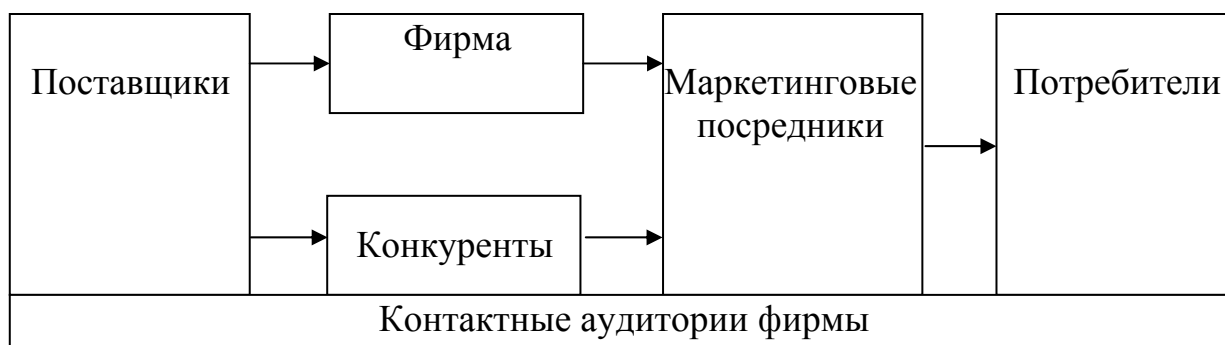 Поставщики
Фирма
Конкуренты
Маркетинговые
посредники
Потребители
Контактные аудитории фирмы